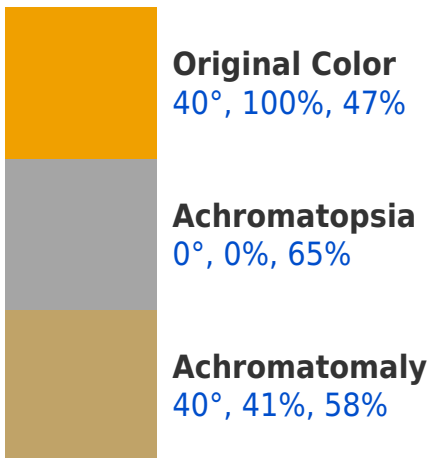 Original Color
40°, 100%, 47%
Achromatopsia
0°, 0%, 65%
Achromatomaly
40°, 41%, 58%